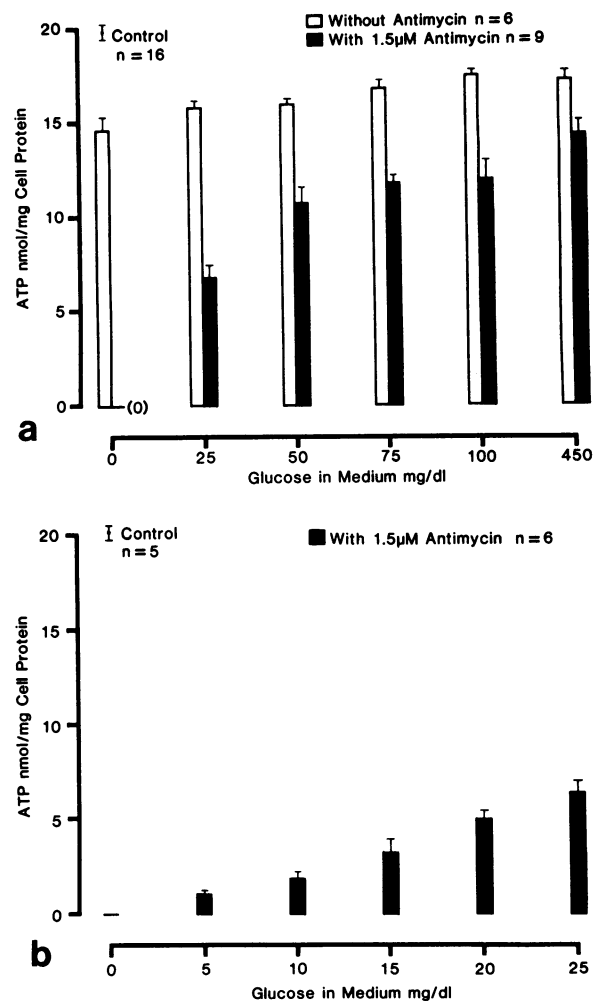 20
Control
n = 16
Without Antimycin n = 6
With 1.5µM Antimycin n = 9
15
10
5
0
ATP nmol/mg Cell Protein
(0)
a
0 25 50 75 100 450
Glucose in Medium mg/dl
20
Control
n = 5
With 1.5µM Antimycin n = 6
15
10
5
0
ATP nmol/mg Cell Protein
b
0 5 10 15 20 25
Glucose in Medium mg/dl